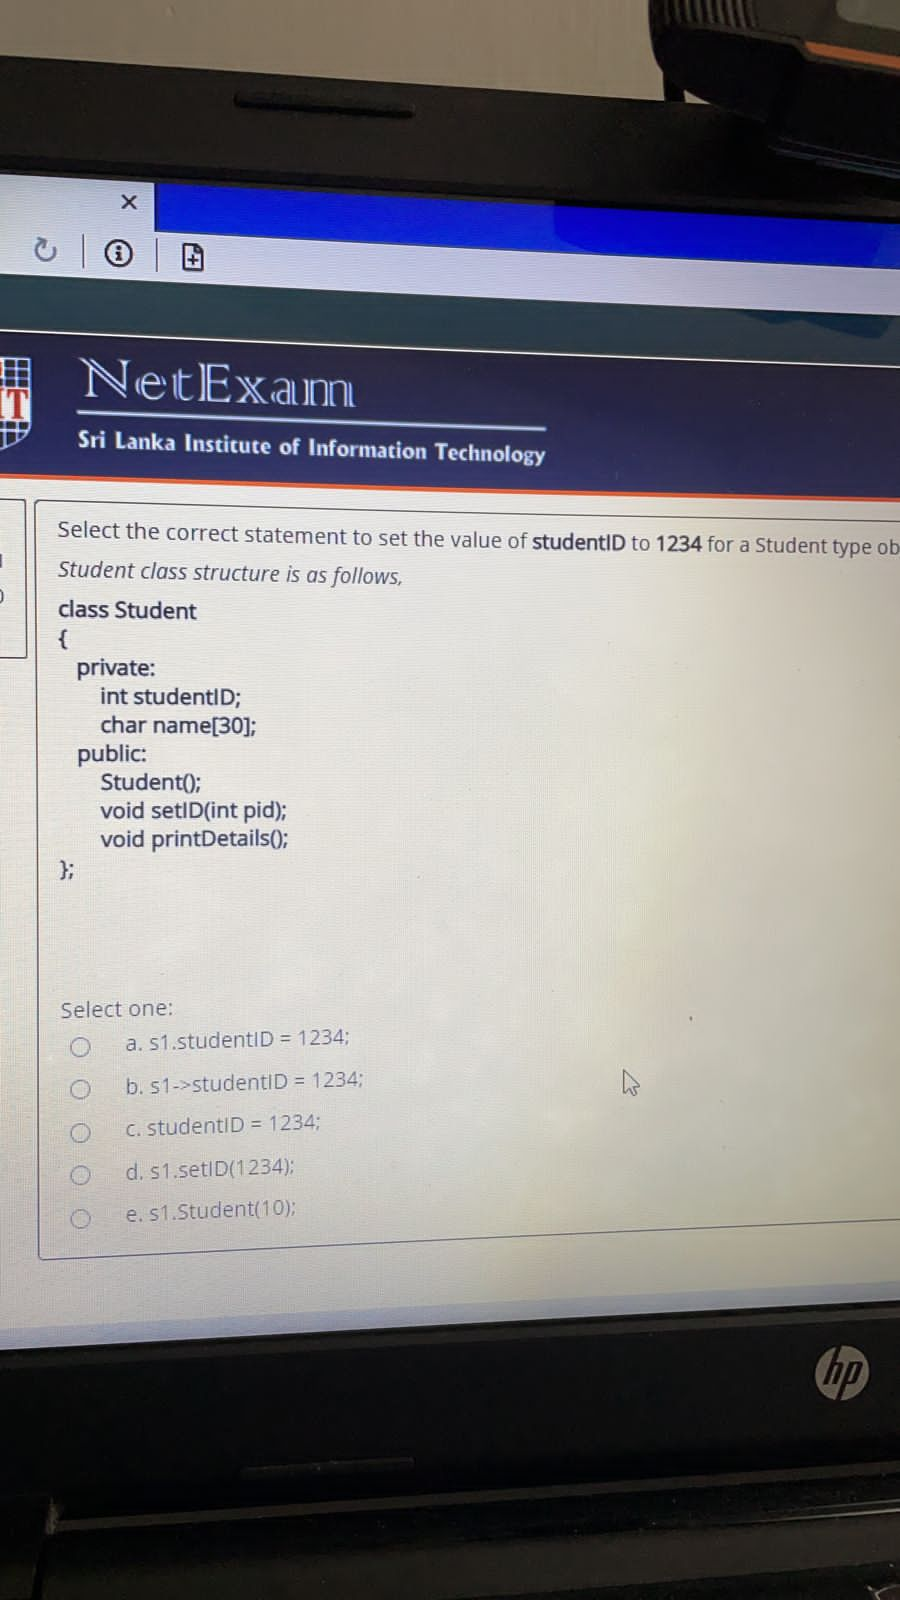 NetExam
Sri Lanka Institute of Information Technology
Select the correct statement to set the value of studentID to 1234 for a Student type ob
Student class structure is as follows,
class Student
{
private:
int studentID;
char name[30];
public:
Student();
void setID(int pid);
void printDetails();
};
Select one:
a. s1.studentID = 1234;
b. s1->studentID = 1234;
c. studentID = 1234;
d. s1.setID(1234);
e. s1.Student(10);
hp